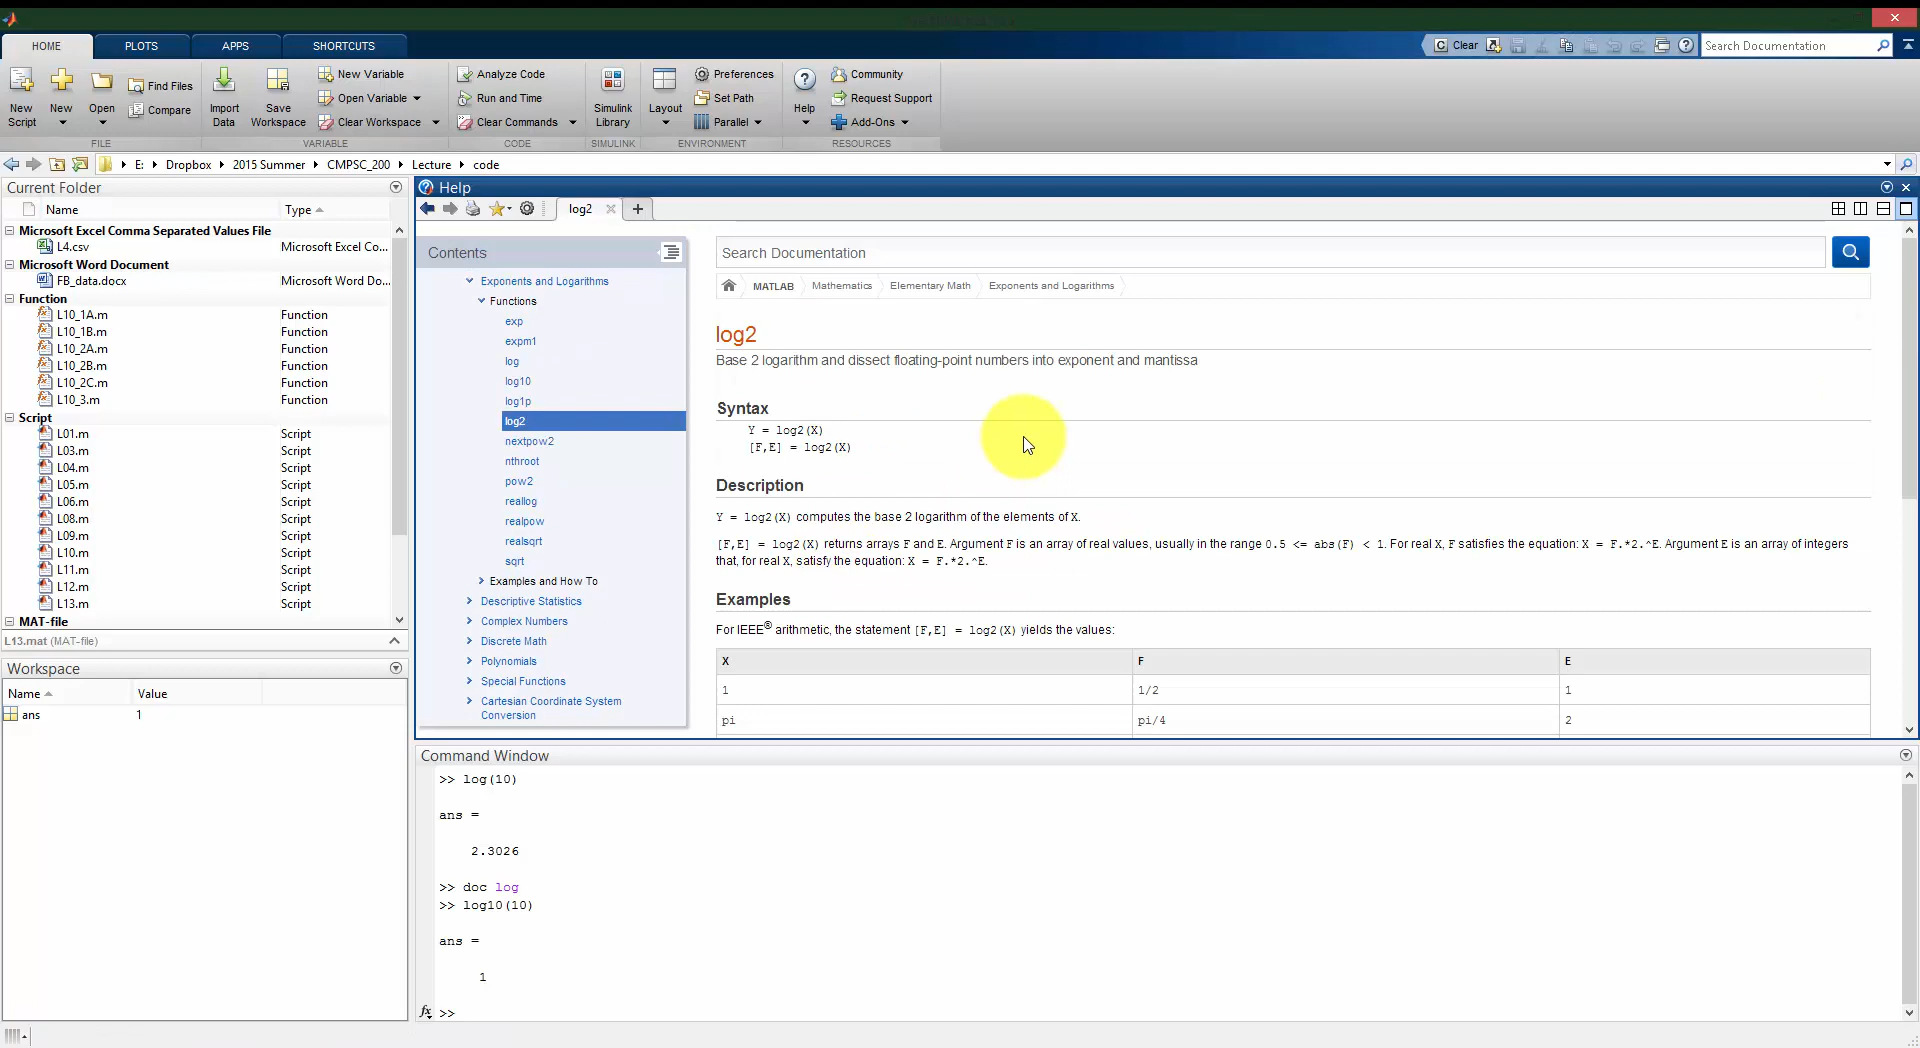 HOME PLOTS APPS SHORTCUTS Clear Search Documentation
New Script New Open Find Files Compare
Import Data Save Workspace New Variable Open Variable Clear Workspace
Analyze Code Run and Time Clear Commands
Simulink Library Layout Preferences Set Path Parallel
Help Community Request Support Add-Ons
FILE VARIABLE CODE SIMULINK ENVIRONMENT RESOURCES
E: Dropbox 2015 Summer CMPSC_200 Lecture code
Current Folder
Name Type
Microsoft Excel Comma Separated Values File
L4.csv Microsoft Excel Co...
Microsoft Word Document
FB_data.docx Microsoft Word Do...
Function
L10_1A.m Function
L10_1B.m Function
L10_2A.m Function
L10_2B.m Function
L10_2C.m Function
L10_3.m Function
Script
L01.m Script
L03.m Script
L04.m Script
L05.m Script
L06.m Script
L08.m Script
L09.m Script
L10.m Script
L11.m Script
L12.m Script
L13.m Script
MAT-file
L13.mat (MAT-file)
Workspace
Name Value
ans 1
Help
log2
Contents
Exponents and Logarithms
Functions
exp
expm1
log
log10
log1p
log2
nextpow2
nthroot
pow2
reallog
realpow
realsqrt
sqrt
Examples and How To
Descriptive Statistics
Complex Numbers
Discrete Math
Polynomials
Special Functions
Cartesian Coordinate System
Conversion
Search Documentation
MATLAB Mathematics Elementary Math Exponents and Logarithms
log2
Base 2 logarithm and dissect floating-point numbers into exponent and mantissa
Syntax
Y = log2(X)
[F,E] = log2(X)
Description
Y = log2(X) computes the base 2 logarithm of the elements of X.
[F,E] = log2(X) returns arrays F and E. Argument F is an array of real values, usually in the range 0.5 <= abs(F) < 1. For real X, F satisfies the equation: X = F.*2.^E. Argument E is an array of integers
that, for real X, satisfy the equation: X = F.*2.^E.
Examples
For IEEE® arithmetic, the statement [F,E] = log2(X) yields the values:
X F E
1 1/2 1
pi pi/4 2
Command Window
>> log(10)
ans =
2.3026
>> doc log
>> log10(10)
ans =
1
fx >>